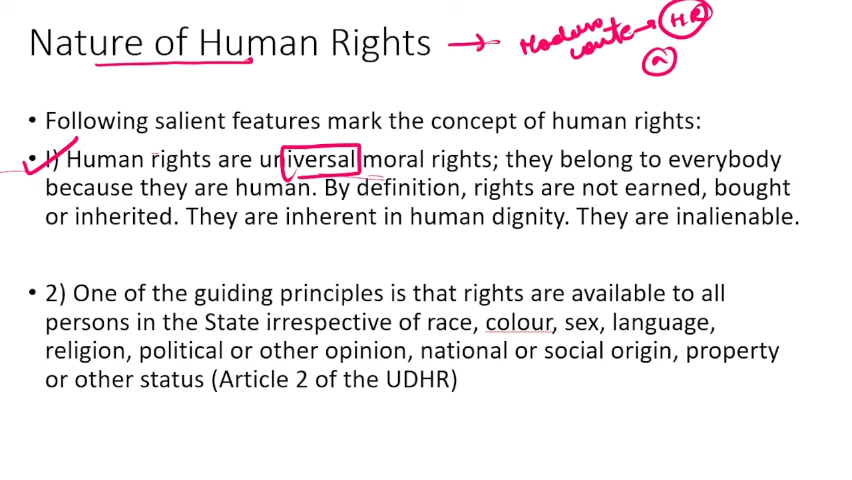 Nature of Human Rights
HR
• Following salient features mark the concept of human rights:
• I) Human rights are universal moral rights; they belong to everybody
because they are human. By definition, rights are not earned, bought
or inherited. They are inherent in human dignity. They are inalienable.
• 2) One of the guiding principles is that rights are available to all
persons in the State irrespective of race, colour, sex, language,
religion, political or other opinion, national or social origin, property
or other status (Article 2 of the UDHR)